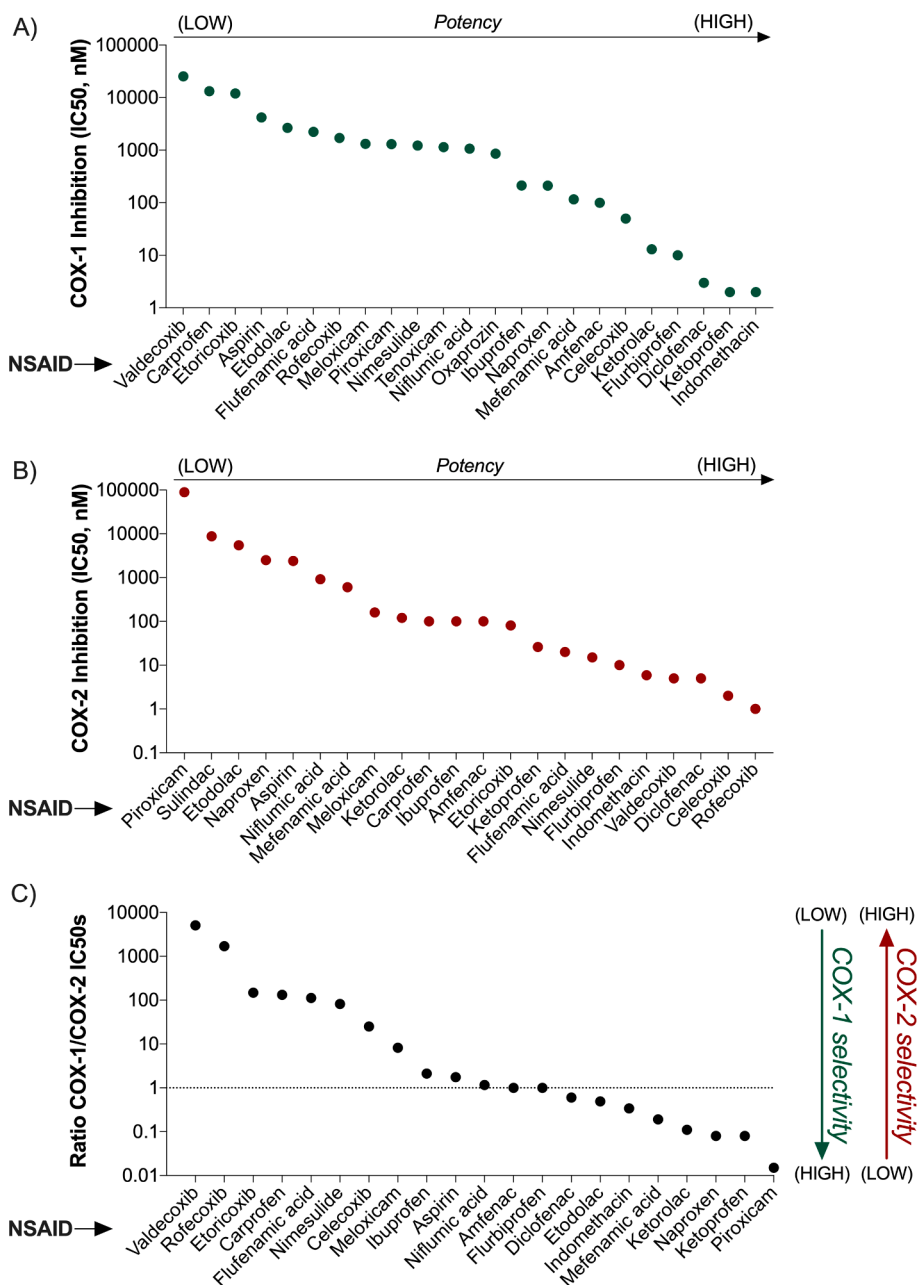 A)
(LOW) Potency (HIGH)
COX-1 Inhibition (IC50, nM)
100000
10000
1000
100
10
1
NSAID
Valdecoxib
Carprofen
Etoricoxib
Aspirin
Etodolac
Flufenamic acid
Rofecoxib
Meloxicam
Piroxicam
Nimesulide
Tenoxicam
Niflumic acid
Oxaprozin
Ibuprofen
Naproxen
Mefenamic acid
Amfenac
Celecoxib
Ketorolac
Flurbiprofen
Diclofenac
Ketoprofen
Indomethacin
B)
(LOW) Potency (HIGH)
COX-2 Inhibition (IC50, nM)
100000
10000
1000
100
10
1
0.1
NSAID
Piroxicam
Sulindac
Etodolac
Naproxen
Aspirin
Niflumic acid
Mefenamic acid
Meloxicam
Ketorolac
Carprofen
Ibuprofen
Amfenac
Etoricoxib
Ketoprofen
Flufenamic acid
Nimesulide
Flurbiprofen
Indomethacin
Valdecoxib
Diclofenac
Celecoxib
Rofecoxib
C)
Ratio COX-1/COX-2 IC50s
10000
1000
100
10
1
0.1
0.01
NSAID
Valdecoxib
Rofecoxib
Etoricoxib
Carprofen
Flufenamic acid
Nimesulide
Celecoxib
Meloxicam
Ibuprofen
Aspirin
Niflumic acid
Amfenac
Flurbiprofen
Diclofenac
Etodolac
Indomethacin
Mefenamic acid
Ketorolac
Naproxen
Ketoprofen
Piroxicam
(LOW) (HIGH)
COX-1 selectivity
COX-2 selectivity
(HIGH) (LOW)